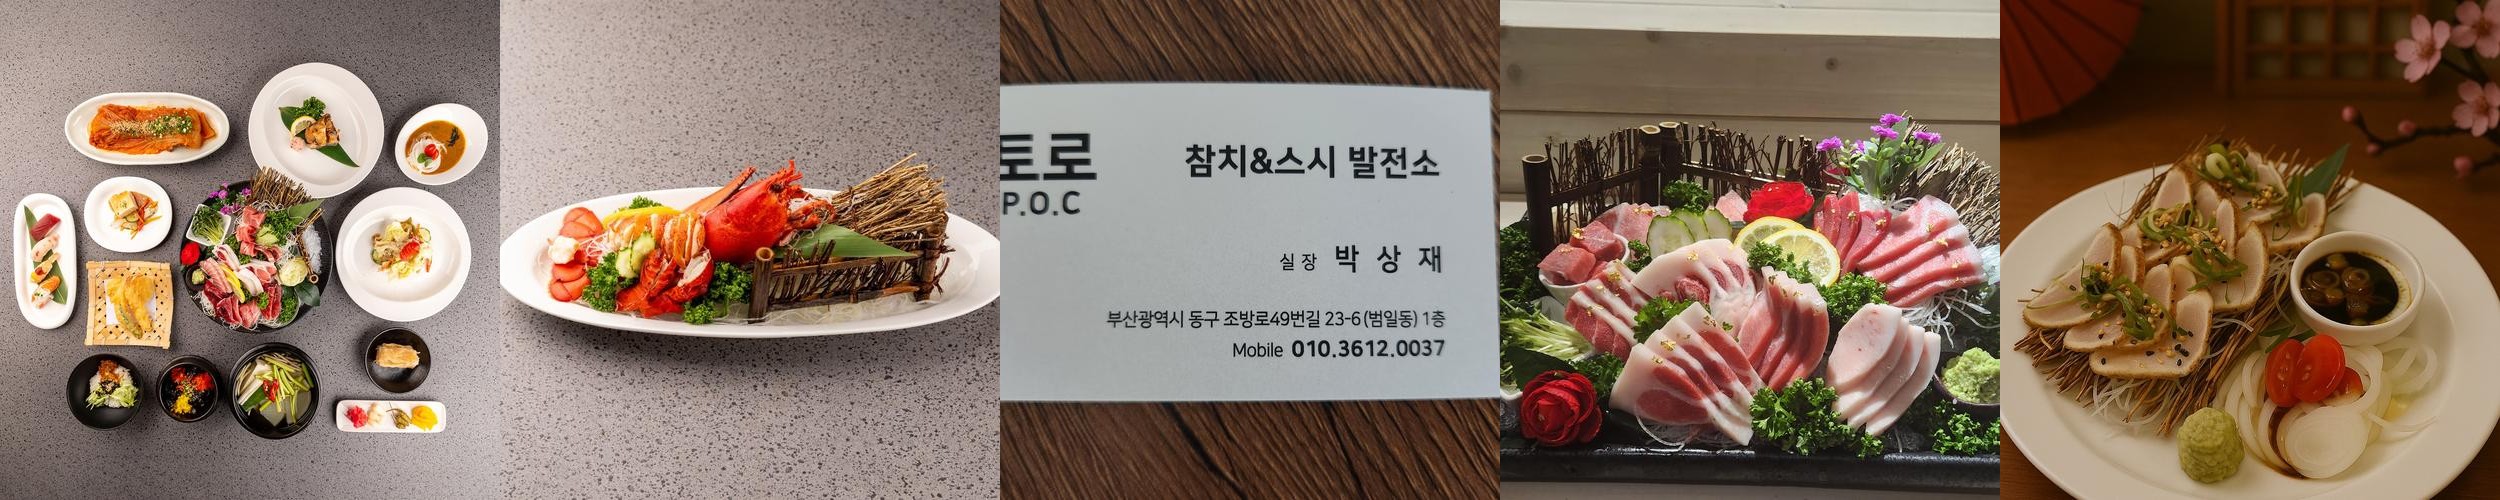 토로
P.O.C
참치&스시 발전소
실장 박상재
부산광역시 동구 조방로49번길 23-6(범일동) 1층
Mobile 010.3612.0037